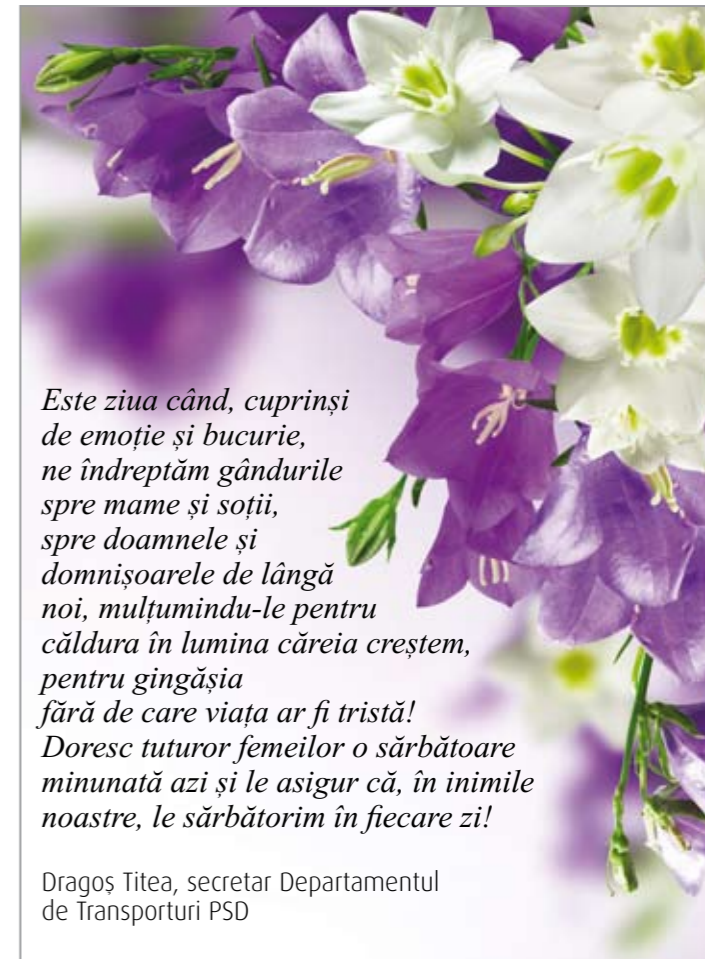 Este ziua când, cuprinși
de emoție și bucurie,
ne îndreptăm gândurile
spre mame și soții,
spre doamnele și
domnișoarele de lângă
noi, mulțumindu-le pentru
căldura în lumina căreia creștem,
pentru gingășia
fără de care viața ar fi tristă!
Doresc tuturor femeilor o sărbătoare
minunată azi și le asigur că, în inimile
noastre, le sărbătorim în fiecare zi!
Dragoș Titea, secretar Departamentul
de Transporturi PSD